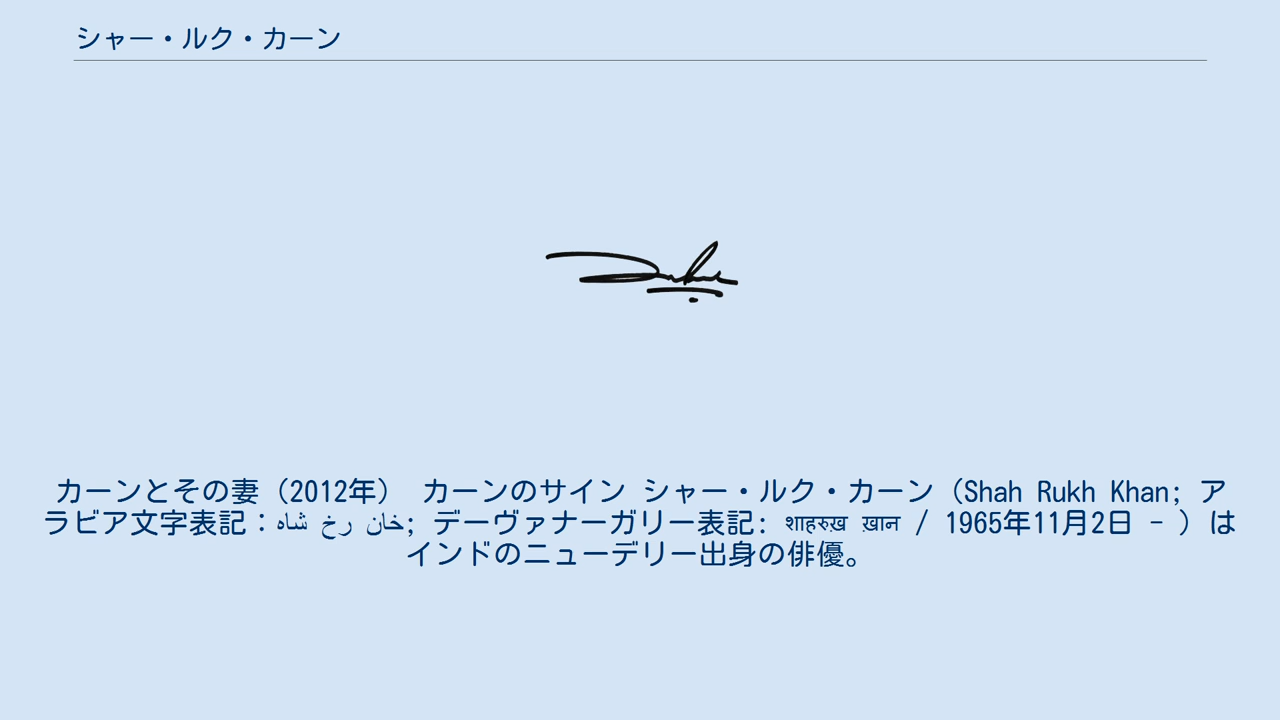 シャー・ルク・カーン
カーンとその妻（2012年） カーンのサイン シャー・ルク・カーン（Shah Rukh Khan; ア
ラビア文字表記：شاه رخ خان; デーヴァナーガリー表記: शाहरुख़ ख़ान / 1965年11月2日 - ）は
インドのニューデリー出身の俳優。